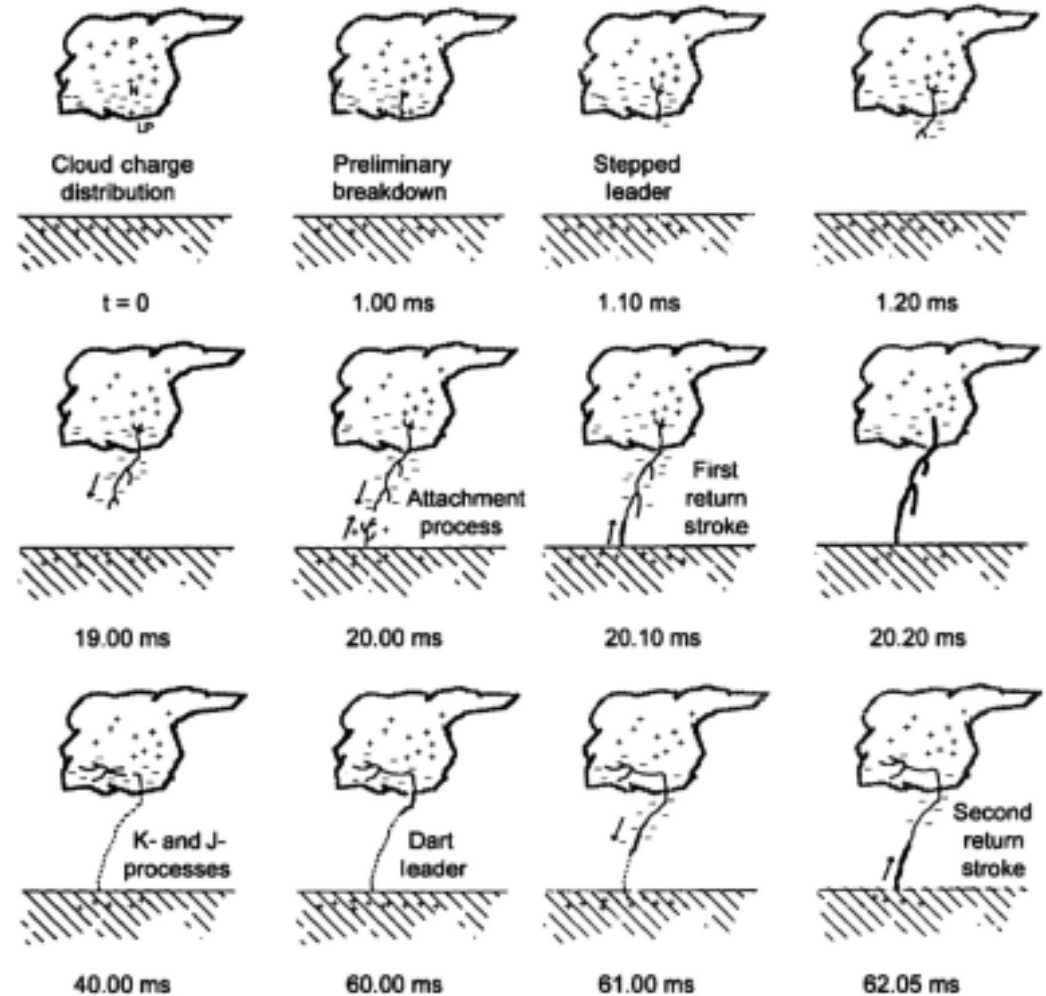 P
N
LP
Cloud charge
distribution
Preliminary
breakdown
Stepped
leader
t = 0
1.00 ms
1.10 ms
1.20 ms
Attachment
process
First
return
stroke
19.00 ms
20.00 ms
20.10 ms
20.20 ms
K- and J-
processes
Dart
leader
Second
return
stroke
40.00 ms
60.00 ms
61.00 ms
62.05 ms